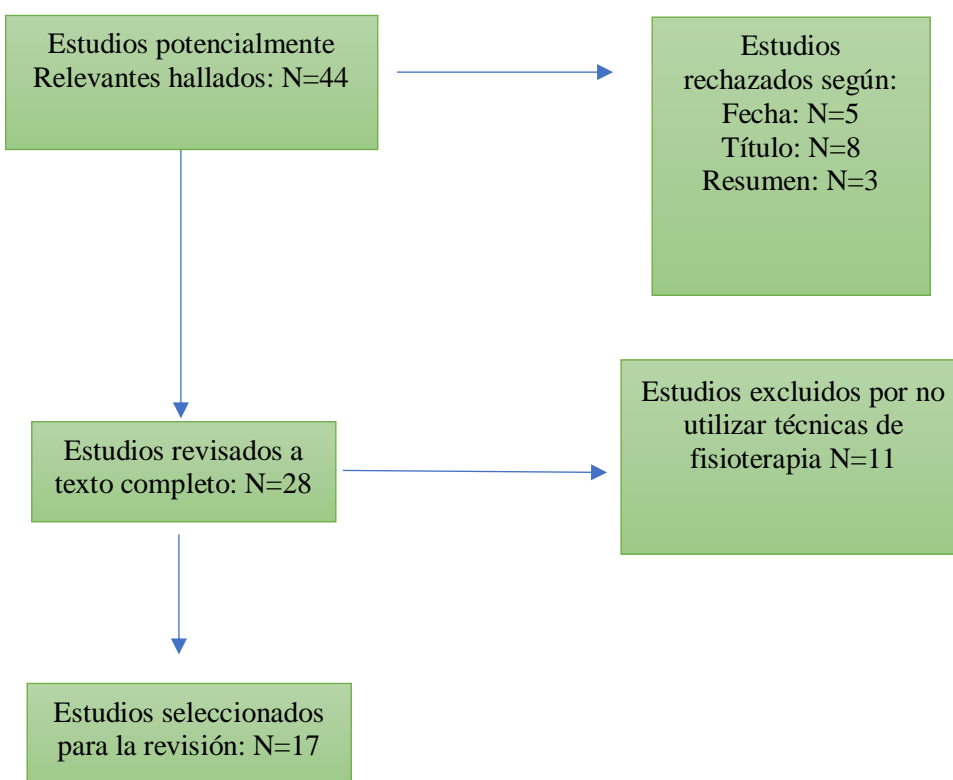 Estudios potencialmente
Relevantes hallados: N=44
Estudios
rechazados según:
Fecha: N=5
Título: N=8
Resumen: N=3
Estudios revisados a
texto completo: N=28
Estudios excluidos por no
utilizar técnicas de
fisioterapia N=11
Estudios seleccionados
para la revisión: N=17